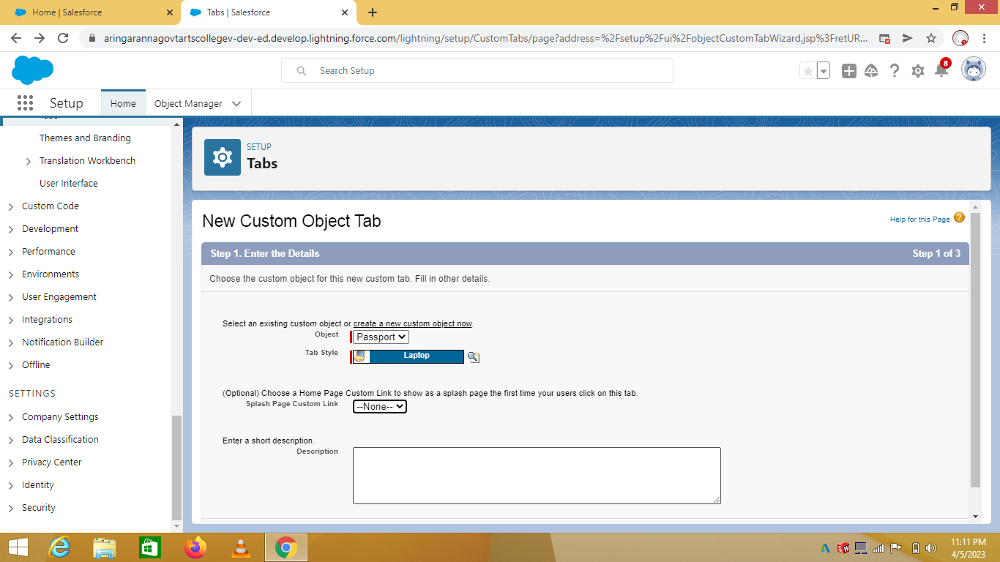 Home | Salesforce
Tabs | Salesforce
aringarannagovtartscollegev-dev-ed.develop.lightning.force.com/lightning/setup/CustomTabs/page?address=%2Fsetup%2Fui%2FobjectCustomTabWizard.jsp%3FretUR...
Search Setup
8
Setup
Home
Object Manager
Tabs
Themes and Branding
Translation Workbench
User Interface
Custom Code
Development
Performance
Environments
User Engagement
Integrations
Notification Builder
Offline
SETTINGS
Company Settings
Data Classification
Privacy Center
Identity
Security
SETUP
Tabs
New Custom Object Tab
Help for this Page ?
Step 1. Enter the Details
Step 1 of 3
Choose the custom object for this new custom tab. Fill in other details.
Select an existing custom object or create a new custom object now.
Object Passport
Tab Style Laptop
(Optional) Choose a Home Page Custom Link to show as a splash page the first time your users click on this tab.
Splash Page Custom Link --None--
Enter a short description.
Description
11:11 PM
4/5/2023